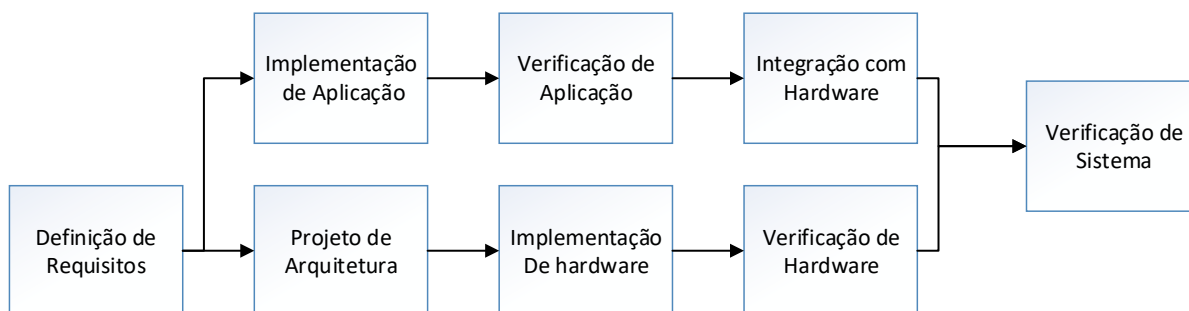 Implementação
de Aplicação
Verificação de
Aplicação
Integração com
Hardware
Verificação de
Sistema
Definição de
Requisitos
Projeto de
Arquitetura
Implementação
De hardware
Verificação de
Hardware